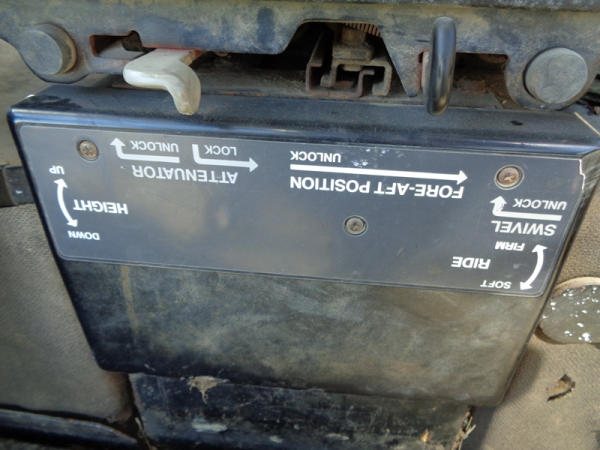 SOFT
RIDE
FIRM
SWIVEL
UNLOCK
FORE-AFT POSITION
UNLOCK
ATTENUATOR
LOCK
UNLOCK
DOWN
HEIGHT
UP